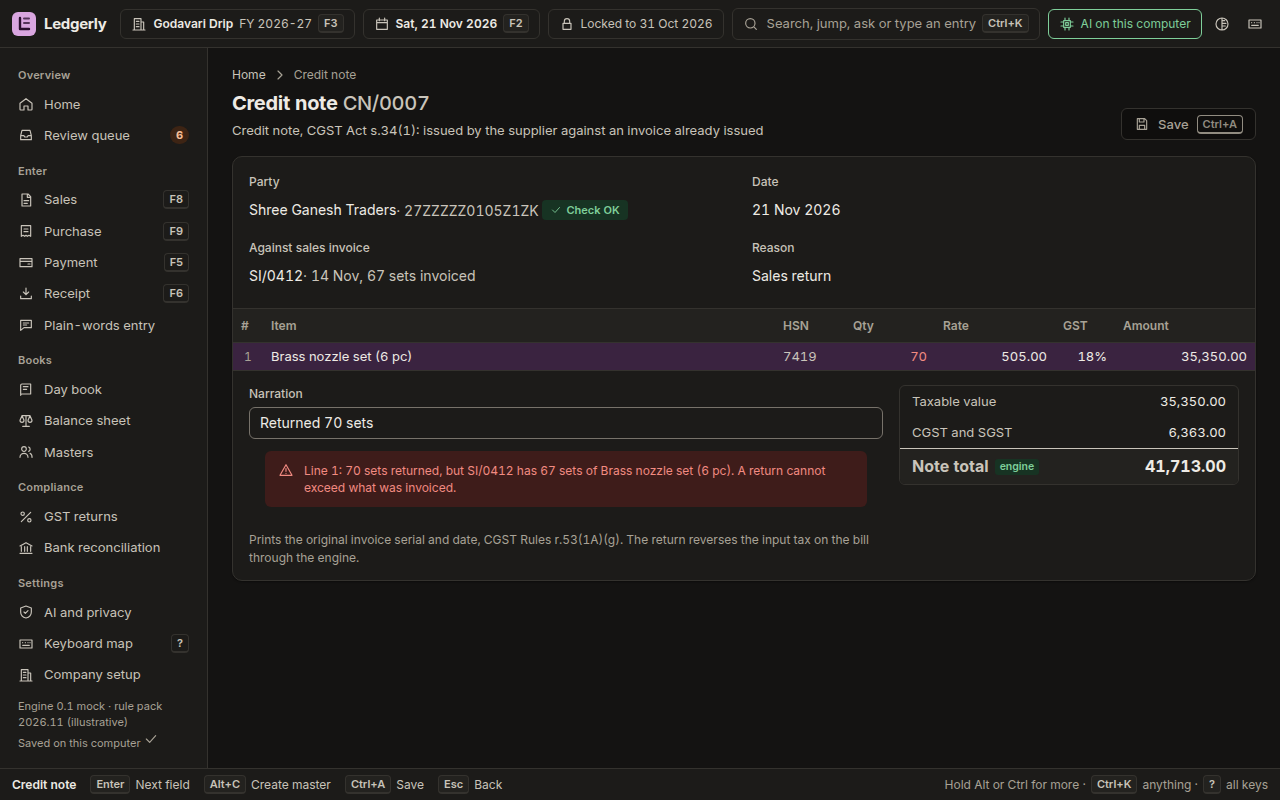 Ledgerly
Godavari Drip FY 2026-27 F3
Sat, 21 Nov 2026 F2
Locked to 31 Oct 2026
Search, jump, ask or type an entry Ctrl+K
AI on this computer
Overview
Home
Review queue 6
Enter
Sales F8
Purchase F9
Payment F5
Receipt F6
Plain-words entry
Books
Day book
Balance sheet
Masters
Compliance
GST returns
Bank reconciliation
Settings
AI and privacy
Keyboard map ?
Company setup
Engine 0.1 mock · rule pack
2026.11 (illustrative)
Saved on this computer
Home > Credit note
Credit note CN/0007
Credit note, CGST Act s.34(1): issued by the supplier against an invoice already issued
Save Ctrl+A
Party
Shree Ganesh Traders · 27ZZZZZ0105Z1ZK Check OK
Date
21 Nov 2026
Against sales invoice
SI/0412 · 14 Nov, 67 sets invoiced
Reason
Sales return
# Item HSN Qty Rate GST Amount
1 Brass nozzle set (6 pc) 7419 70 505.00 18% 35,350.00
Narration
Returned 70 sets
Line 1: 70 sets returned, but SI/0412 has 67 sets of Brass nozzle set (6 pc). A return cannot
exceed what was invoiced.
Prints the original invoice serial and date, CGST Rules r.53(1A)(g). The return reverses the input tax on the bill
through the engine.
Taxable value 35,350.00
CGST and SGST 6,363.00
Note total engine 41,713.00
Credit note Enter Next field Alt+C Create master Ctrl+A Save Esc Back
Hold Alt or Ctrl for more · Ctrl+K anything · ? all keys